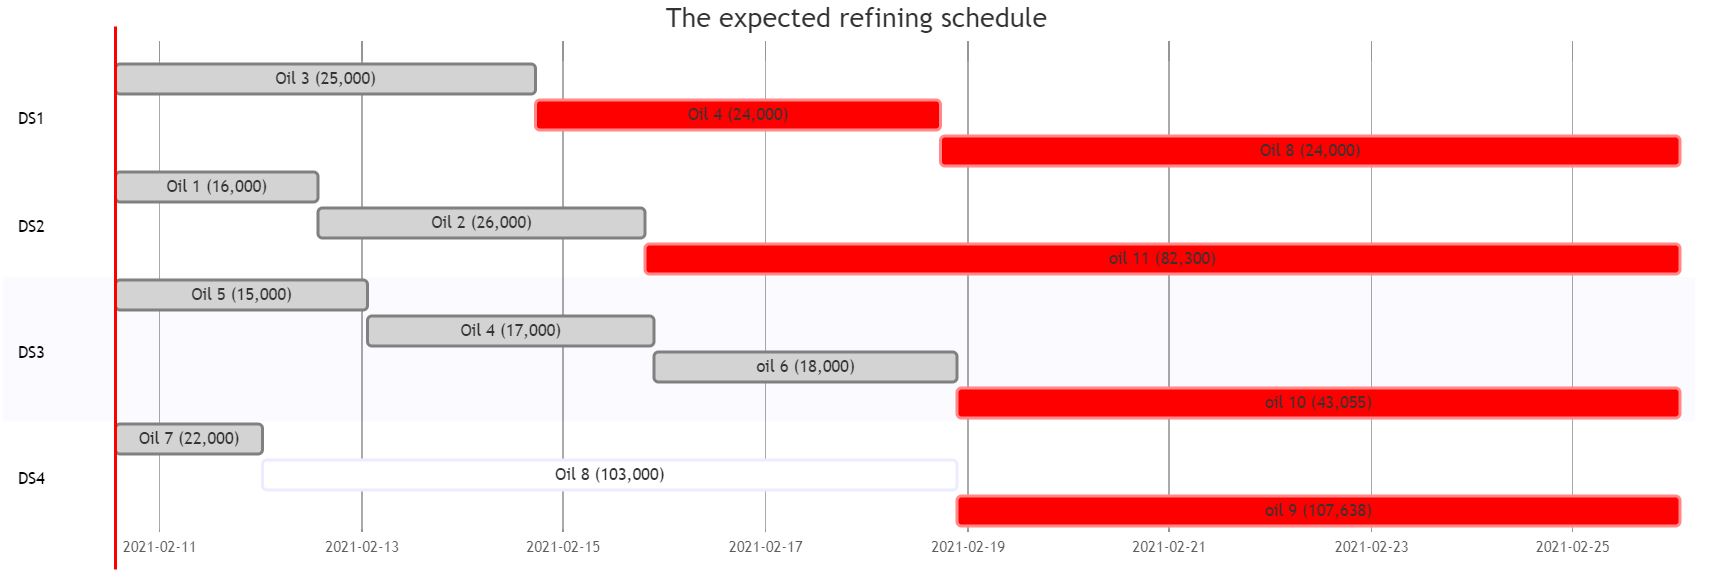 The expected refining schedule
Oil 3 (25,000)
DS1
Oil 4 (24,000)
Oil 8 (24,000)
Oil 1 (16,000)
DS2
Oil 2 (26,000)
oil 11 (82,300)
Oil 5 (15,000)
Oil 4 (17,000)
DS3
oil 6 (18,000)
oil 10 (43,055)
Oil 7 (22,000)
DS4
Oil 8 (103,000)
oil 9 (107,638)
2021-02-11 2021-02-13 2021-02-15 2021-02-17 2021-02-19 2021-02-21 2021-02-23 2021-02-25